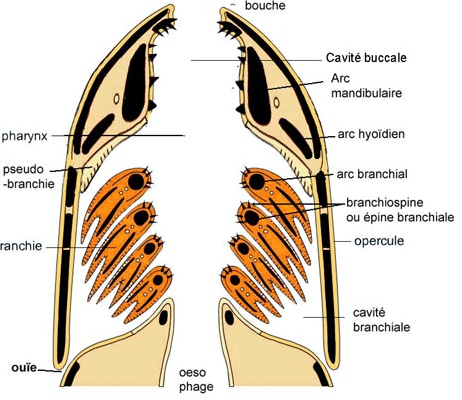 bouche
Cavité buccale
Arc
mandibulaire
pharynx
arc hyoïdien
pseudo
-branchie
arc branchial
branchiospine
ou épine branchiale
ranchie
opercule
cavité
branchiale
ouïe
oeso
phage